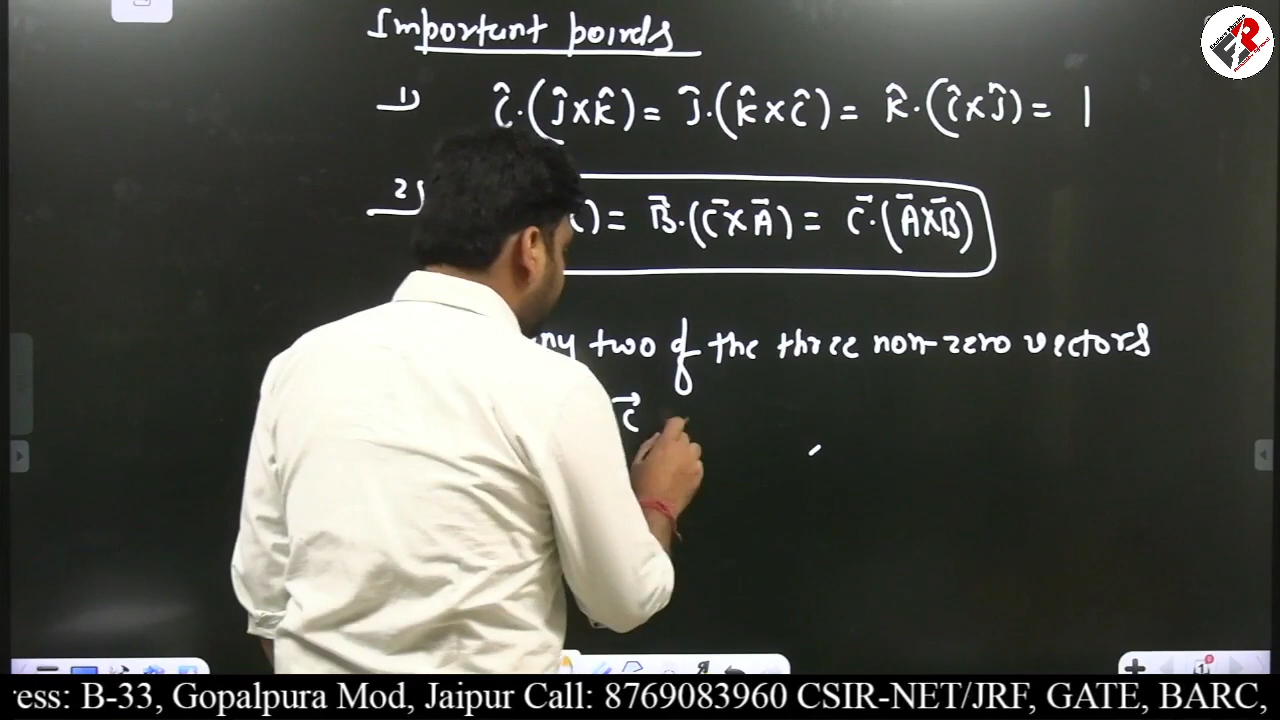 Important points
1) î·(ĵ×k̂) = ĵ·(k̂×î) = k̂·(î×ĵ) = 1
2) ) = B⃗·(C⃗×A⃗) = C⃗·(A⃗×B⃗)
ny two of the three non-zero vectors
c⃗
ress: B-33, Gopalpura Mod, Jaipur Call: 8769083960 CSIR-NET/JRF, GATE, BARC,